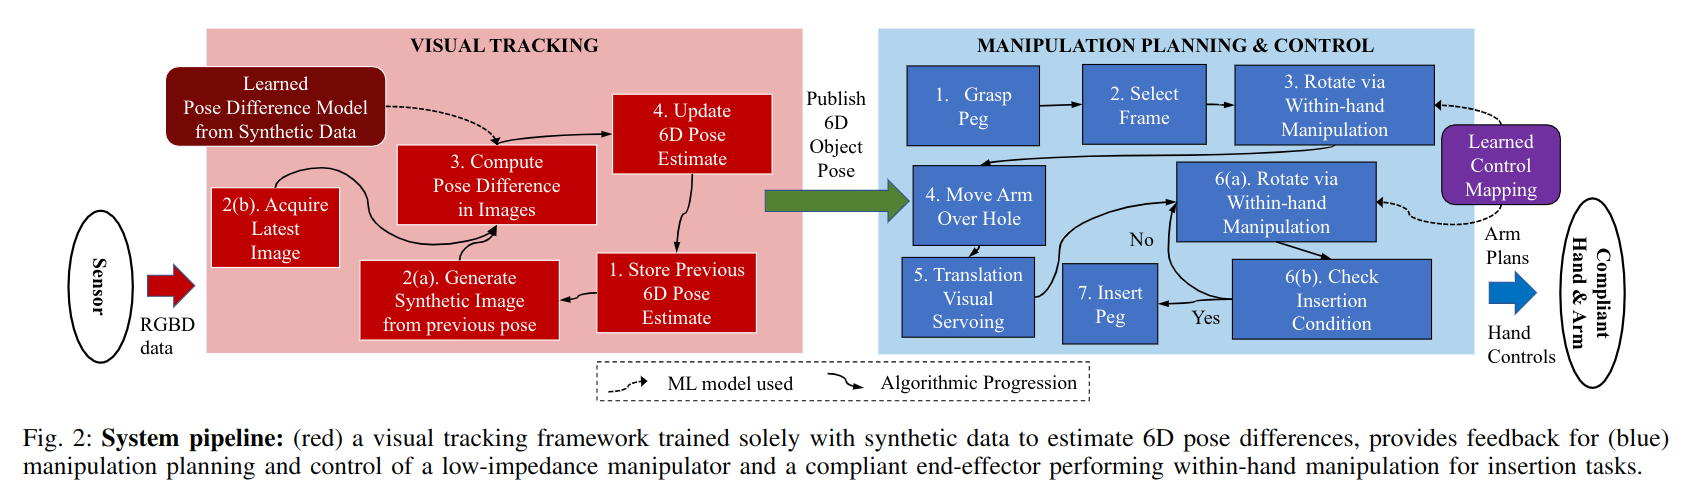 VISUAL TRACKING
Learned
Pose Difference Model
from Synthetic Data
4. Update
6D Pose
Estimate
3. Compute
Pose Difference
in Images
2(b). Acquire
Latest
Image
2(a). Generate
Synthetic Image
from previous pose
1. Store Previous
6D Pose
Estimate
Sensor
RGBD
data
Publish
6D
Object
Pose
MANIPULATION PLANNING & CONTROL
1. Grasp
Peg
2. Select
Frame
3. Rotate via
Within-hand
Manipulation
Learned
Control
Mapping
4. Move Arm
Over Hole
6(a). Rotate via
Within-hand
Manipulation
No
5. Translation
Visual
Servoing
7. Insert
Peg
Yes
6(b). Check
Insertion
Condition
Arm
Plans
Hand
Controls
Compliant
Hand & Arm
ML model used
Algorithmic Progression
Fig. 2: System pipeline: (red) a visual tracking framework trained solely with synthetic data to estimate 6D pose differences, provides feedback for (blue)
manipulation planning and control of a low-impedance manipulator and a compliant end-effector performing within-hand manipulation for insertion tasks.